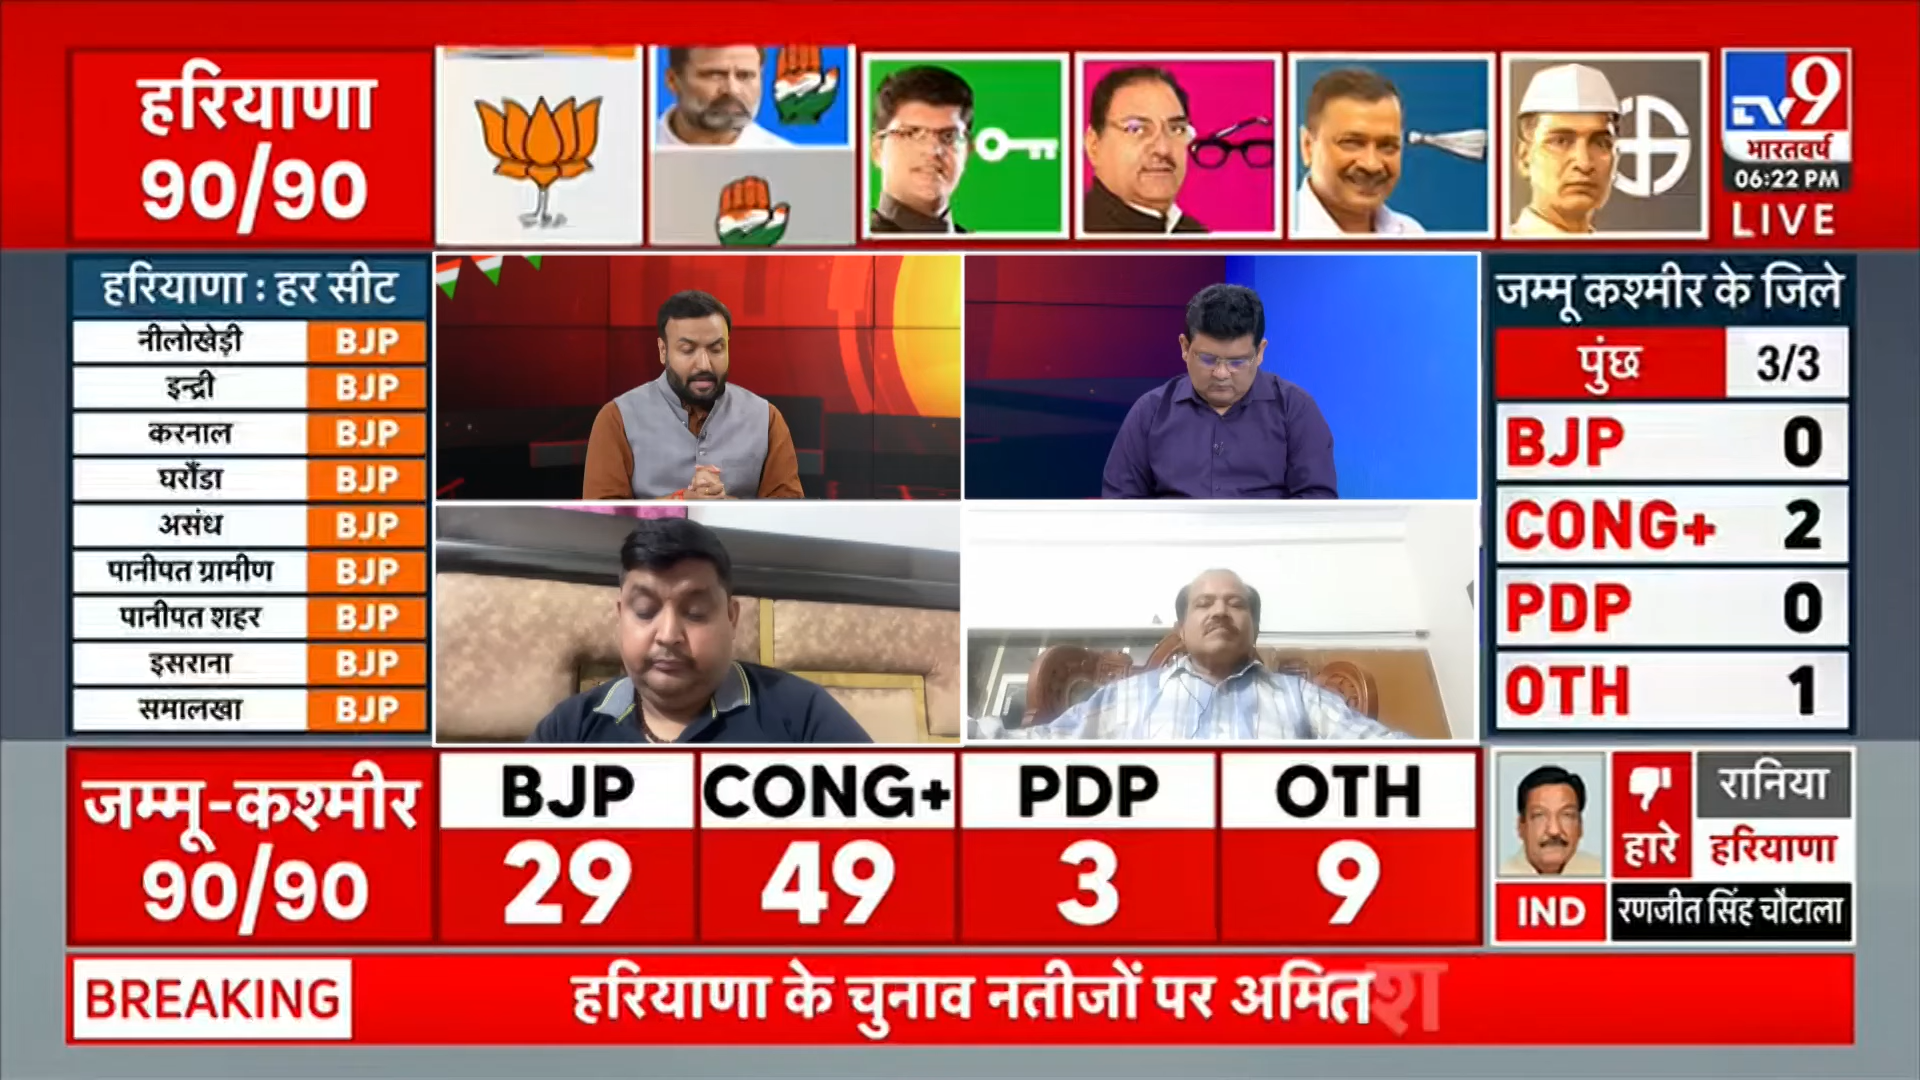 हरियाणा
90/90
TV9
भारतवर्ष
06:22 PM
LIVE
हरियाणा : हर सीट
नीलोखेड़ी BJP
इन्द्री BJP
करनाल BJP
घरौंडा BJP
असंध BJP
पानीपत ग्रामीण BJP
पानीपत शहर BJP
इसराना BJP
समालखा BJP
जम्मू कश्मीर के जिले
पुंछ 3/3
BJP 0
CONG+ 2
PDP 0
OTH 1
जम्मू-कश्मीर
90/90
BJP CONG+ PDP OTH
29 49 3 9
रानिया
हारे हरियाणा
IND रणजीत सिंह चौटाला
BREAKING हरियाणा के चुनाव नतीजों पर अमित